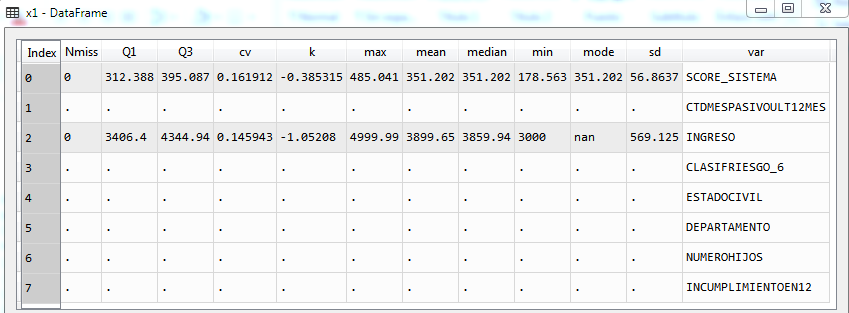 x1 - DataFrame
Index Nmiss Q1 Q3 cv k max mean median min mode sd var
0 0 312.388 395.087 0.161912 -0.385315 485.041 351.202 351.202 178.563 351.202 56.8637 SCORE_SISTEMA
1 . . . . . . . . . . . CTDMESPASIVOULT12MES
2 0 3406.4 4344.94 0.145943 -1.05208 4999.99 3899.65 3859.94 3000 nan 569.125 INGRESO
3 . . . . . . . . . . . CLASIFRIESGO_6
4 . . . . . . . . . . . ESTADOCIVIL
5 . . . . . . . . . . . DEPARTAMENTO
6 . . . . . . . . . . . NUMEROHIJOS
7 . . . . . . . . . . . INCUMPLIMIENTOEN12